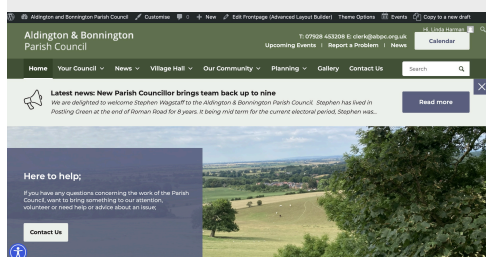 Aldington and Bonnington Parish Council Customise 0 + New Edit Frontpage (Advanced Layout Builder) Theme Options Events Copy to a new draft
Hi, Linda Harman
Aldington & Bonnington
Parish Council
T: 07928 453208 E: clerk@abpc.org.uk
Upcoming Events | Report a Problem | News
Calendar
Home Your Council News Village Hall Our Community Planning Gallery Contact Us Search
Latest news: New Parish Councillor brings team back up to nine
We are delighted to welcome Stephen Wagstaff to the Aldington & Bonnington Parish Council. Stephen has lived in
Postling Green at the end of Roman Road for 8 years. It being mid term for the current electoral period, Stephen was...
Read more
Here to help;
If you have any questions concerning the work of the Parish
Council, want to bring something to our attention,
volunteer or need help or advice about an issue;
Contact Us